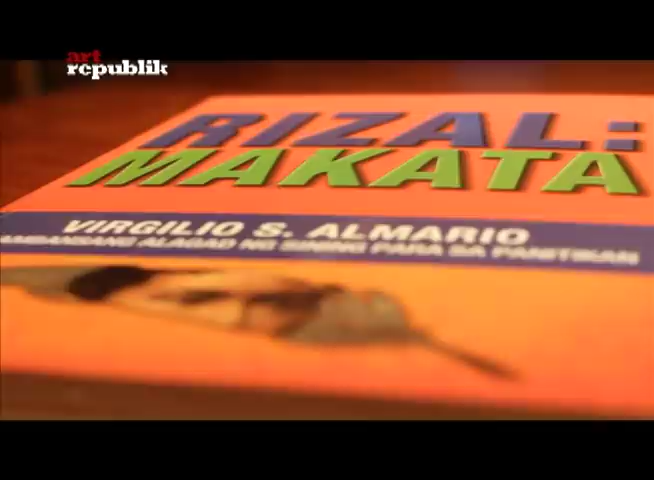 art
republik
RIZAL:
MAKATA
VIRGILIO S. ALMARIO
PAMBANSANG ALAGAD NG SINING PARA SA PANITIKAN